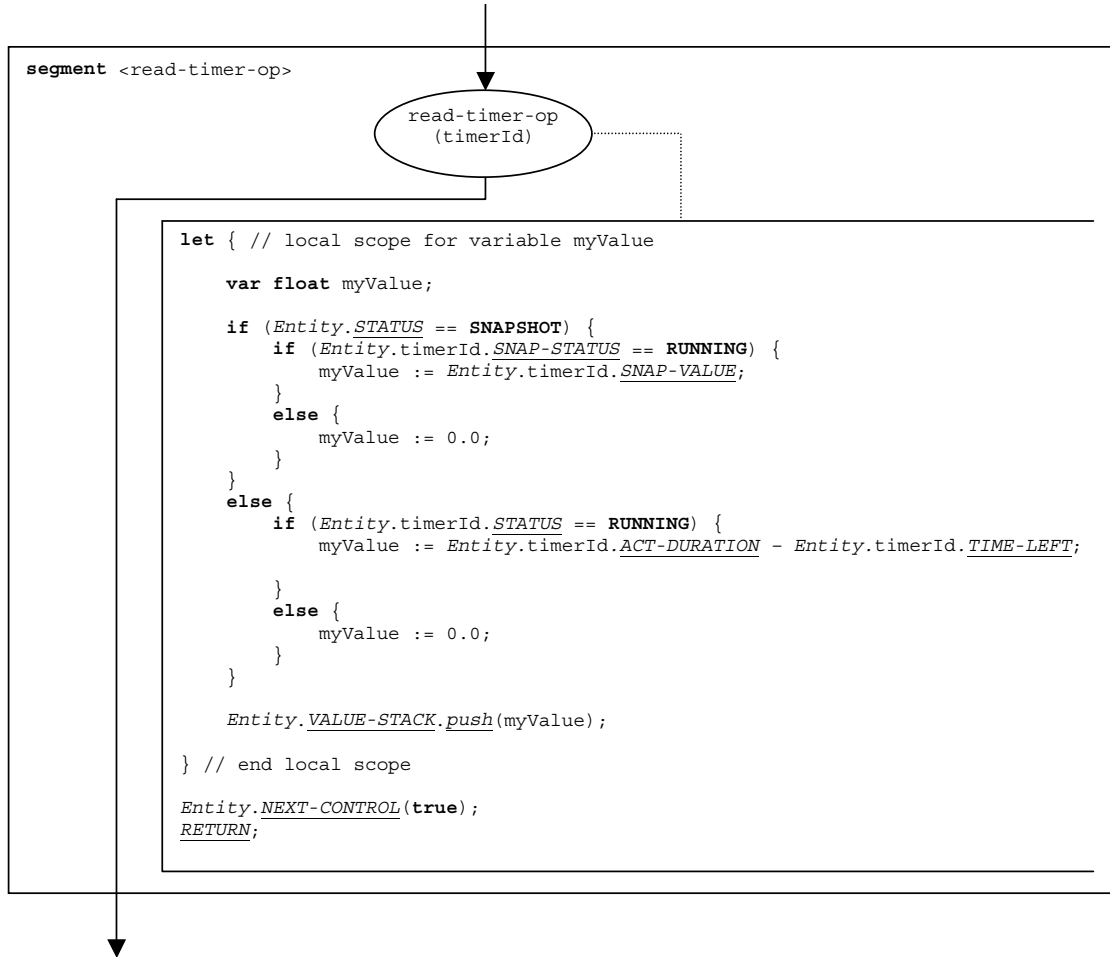 segment <read-timer-op>
read-timer-op
(timerId)
let { // local scope for variable myValue
var float myValue;
if (Entity.STATUS == SNAPSHOT) {
if (Entity.timerId.SNAP-STATUS == RUNNING) {
myValue := Entity.timerId.SNAP-VALUE;
}
else {
myValue := 0.0;
}
}
else {
if (Entity.timerId.STATUS == RUNNING) {
myValue := Entity.timerId.ACT-DURATION – Entity.timerId.TIME-LEFT;
}
else {
myValue := 0.0;
}
}
Entity.VALUE-STACK.push(myValue);
} // end local scope
Entity.NEXT-CONTROL(true);
RETURN;